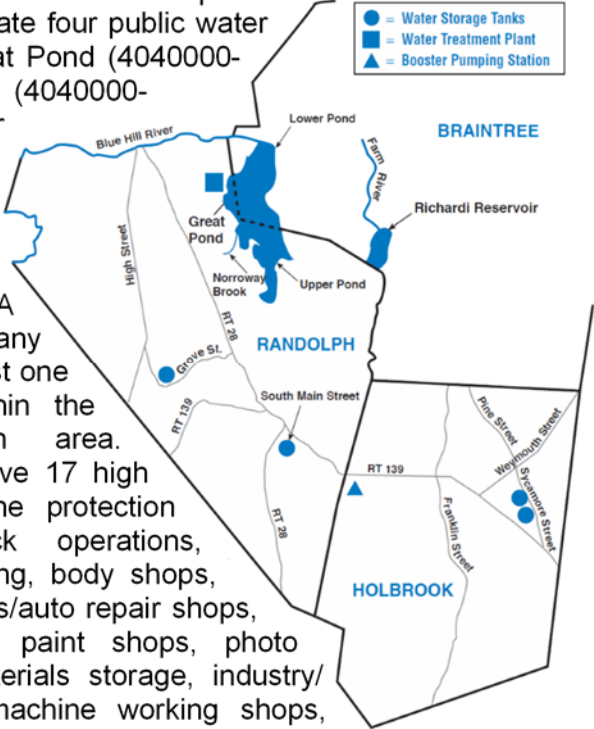 ate four public water
at Pond (4040000-
(4040000-
A
any
st one
hin the
area.
ve 17 high
ne protection
ck operations,
ng, body shops,
s/auto repair shops,
paint shops, photo
terials storage, industry/
machine working shops,
= Water Storage Tanks
= Water Treatment Plant
= Booster Pumping Station
Lower Pond
Blue Hill River
BRAINTREE
Farm River
Richardi Reservoir
Great
Pond
High Street
Norroway
Brook
Upper Pond
RT 28
RANDOLPH
Grove St.
South Main Street
RT 139
Pine Street
Weymouth Street
RT 139
Sycamore Street
Franklin Street
RT 28
HOLBROOK